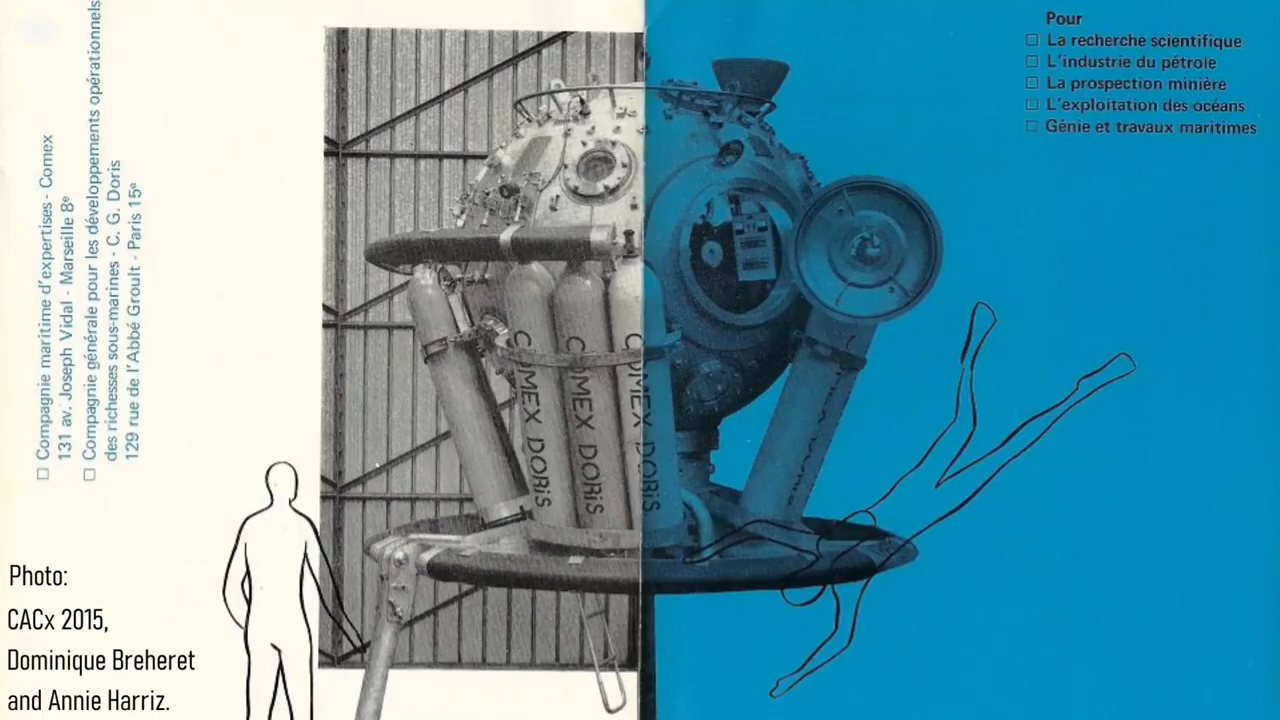 Compagnie maritime d'expertises - Comex
131 av. Joseph Vidal - Marseille 8e
Compagnie générale pour les développements opérationnels
des richesses sous-marines - C. G. Doris
129 rue de l'Abbé Groult - Paris 15e
Pour
La recherche scientifique
L'industrie du pétrole
La prospection minière
L'exploitation des océans
Génie et travaux maritimes
COMEX DORiS
COMEX DORiS
COMEX DORiS
Photo:
CACx 2015,
Dominique Breheret
and Annie Harriz.